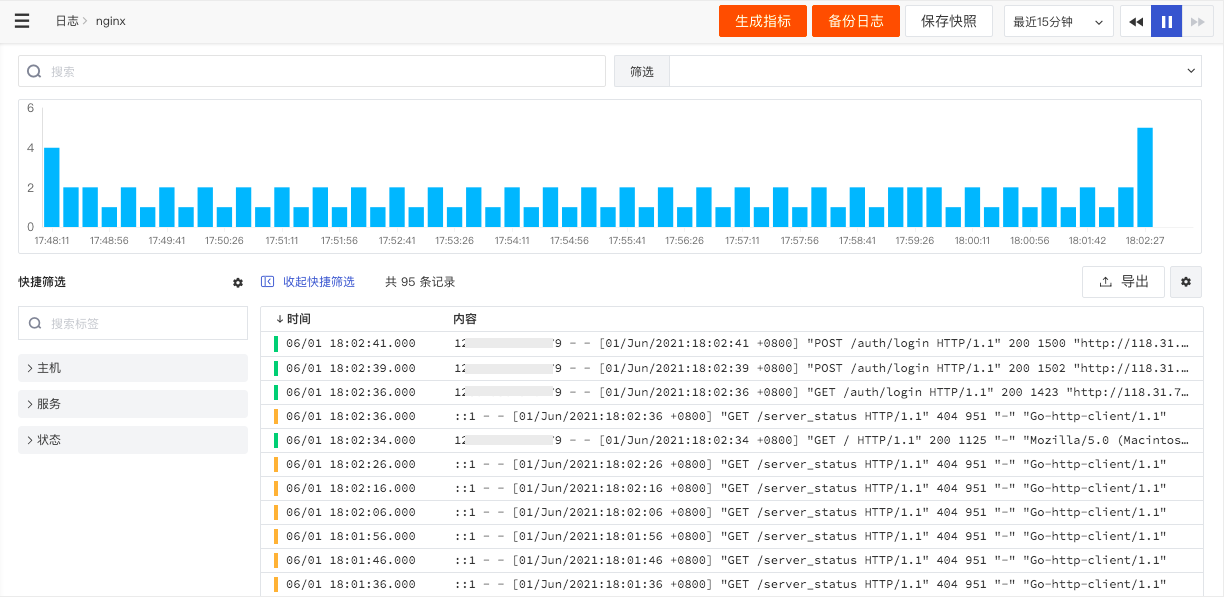 日志 > nginx 生成指标 备份日志 保存快照 最近15分钟
搜索 筛选
6
4
2
0
17:48:11 17:48:56 17:49:41 17:50:26 17:51:11 17:51:56 17:52:41 17:53:26 17:54:11 17:54:56 17:55:41 17:56:26 17:57:11 17:57:56 17:58:41 17:59:26 18:00:11 18:00:56 18:01:42 18:02:27
快捷筛选 收起快捷筛选 共 95 条记录 导出
搜索标签
主机
服务
状态
↓时间 内容
06/01 18:02:41.000 12 9 - - [01/Jun/2021:18:02:41 +0800] "POST /auth/login HTTP/1.1" 200 1500 "http://118.31....
06/01 18:02:39.000 12 9 - - [01/Jun/2021:18:02:39 +0800] "POST /auth/login HTTP/1.1" 200 1502 "http://118.31....
06/01 18:02:36.000 12 9 - - [01/Jun/2021:18:02:36 +0800] "GET /auth/login HTTP/1.1" 200 1423 "http://118.31.7...
06/01 18:02:36.000 ::1 - - [01/Jun/2021:18:02:36 +0800] "GET /server_status HTTP/1.1" 404 951 "-" "Go-http-client/1.1"
06/01 18:02:34.000 12 9 - - [01/Jun/2021:18:02:34 +0800] "GET / HTTP/1.1" 200 1125 "-" "Mozilla/5.0 (Macintos...
06/01 18:02:26.000 ::1 - - [01/Jun/2021:18:02:26 +0800] "GET /server_status HTTP/1.1" 404 951 "-" "Go-http-client/1.1"
06/01 18:02:16.000 ::1 - - [01/Jun/2021:18:02:16 +0800] "GET /server_status HTTP/1.1" 404 951 "-" "Go-http-client/1.1"
06/01 18:02:06.000 ::1 - - [01/Jun/2021:18:02:06 +0800] "GET /server_status HTTP/1.1" 404 951 "-" "Go-http-client/1.1"
06/01 18:01:56.000 ::1 - - [01/Jun/2021:18:01:56 +0800] "GET /server_status HTTP/1.1" 404 951 "-" "Go-http-client/1.1"
06/01 18:01:46.000 ::1 - - [01/Jun/2021:18:01:46 +0800] "GET /server_status HTTP/1.1" 404 951 "-" "Go-http-client/1.1"
06/01 18:01:36.000 ::1 - - [01/Jun/2021:18:01:36 +0800] "GET /server_status HTTP/1.1" 404 951 "-" "Go-http-client/1.1"